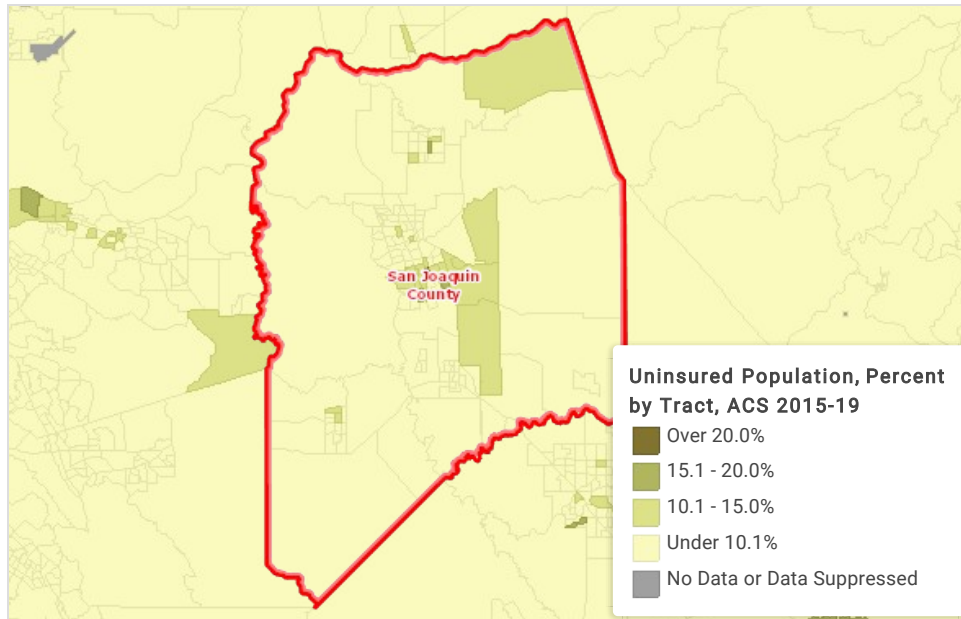 San Joaquin
County
Uninsured Population, Percent
by Tract, ACS 2015-19
Over 20.0%
15.1 - 20.0%
10.1 - 15.0%
Under 10.1%
No Data or Data Suppressed